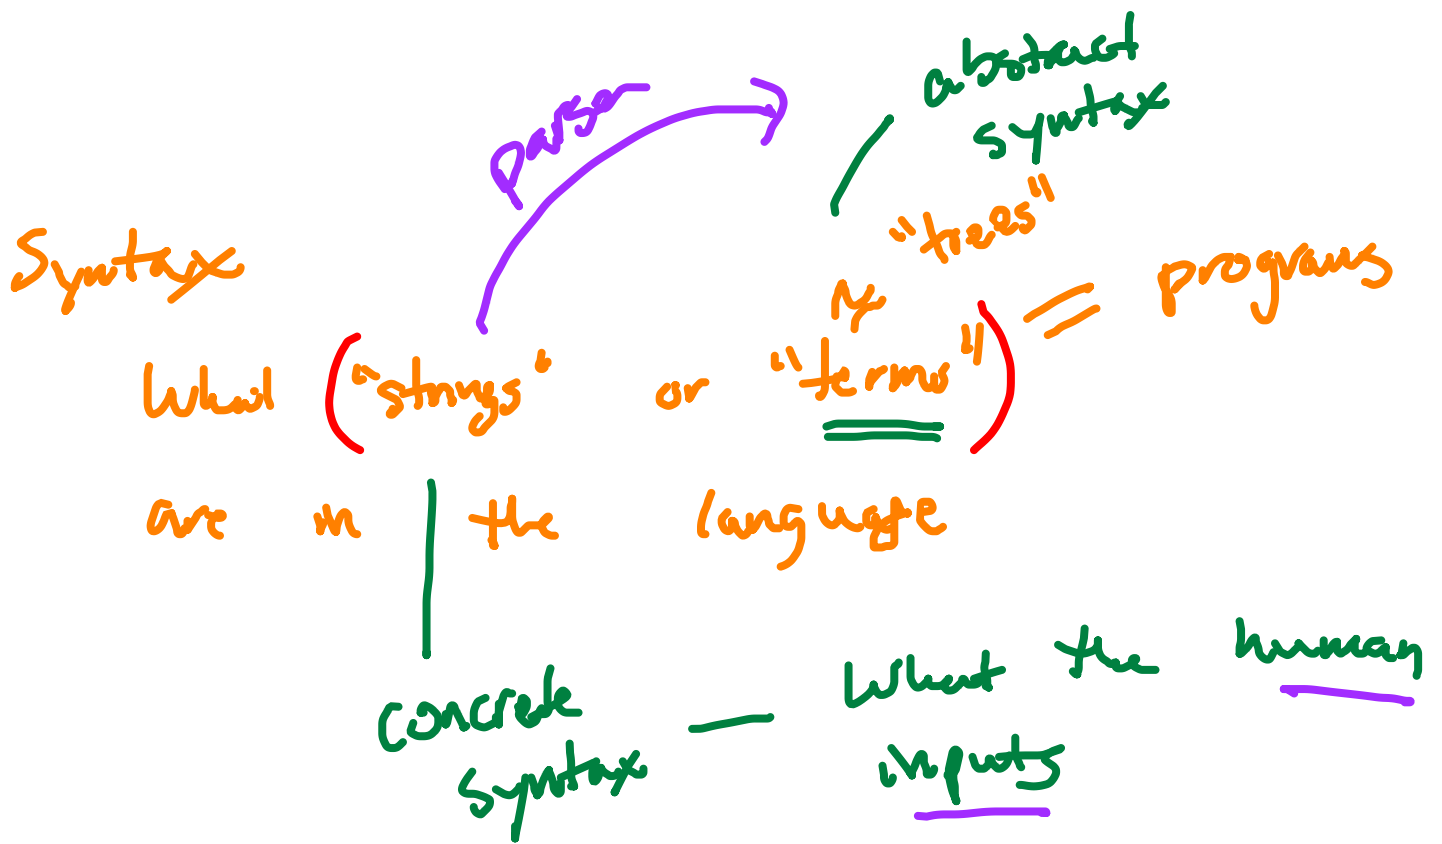 abstract
syntax
parser
"trees"
Syntax
= programs
What ("strings" or "terms")
are in the language
concrete
syntax — What the human
inputs